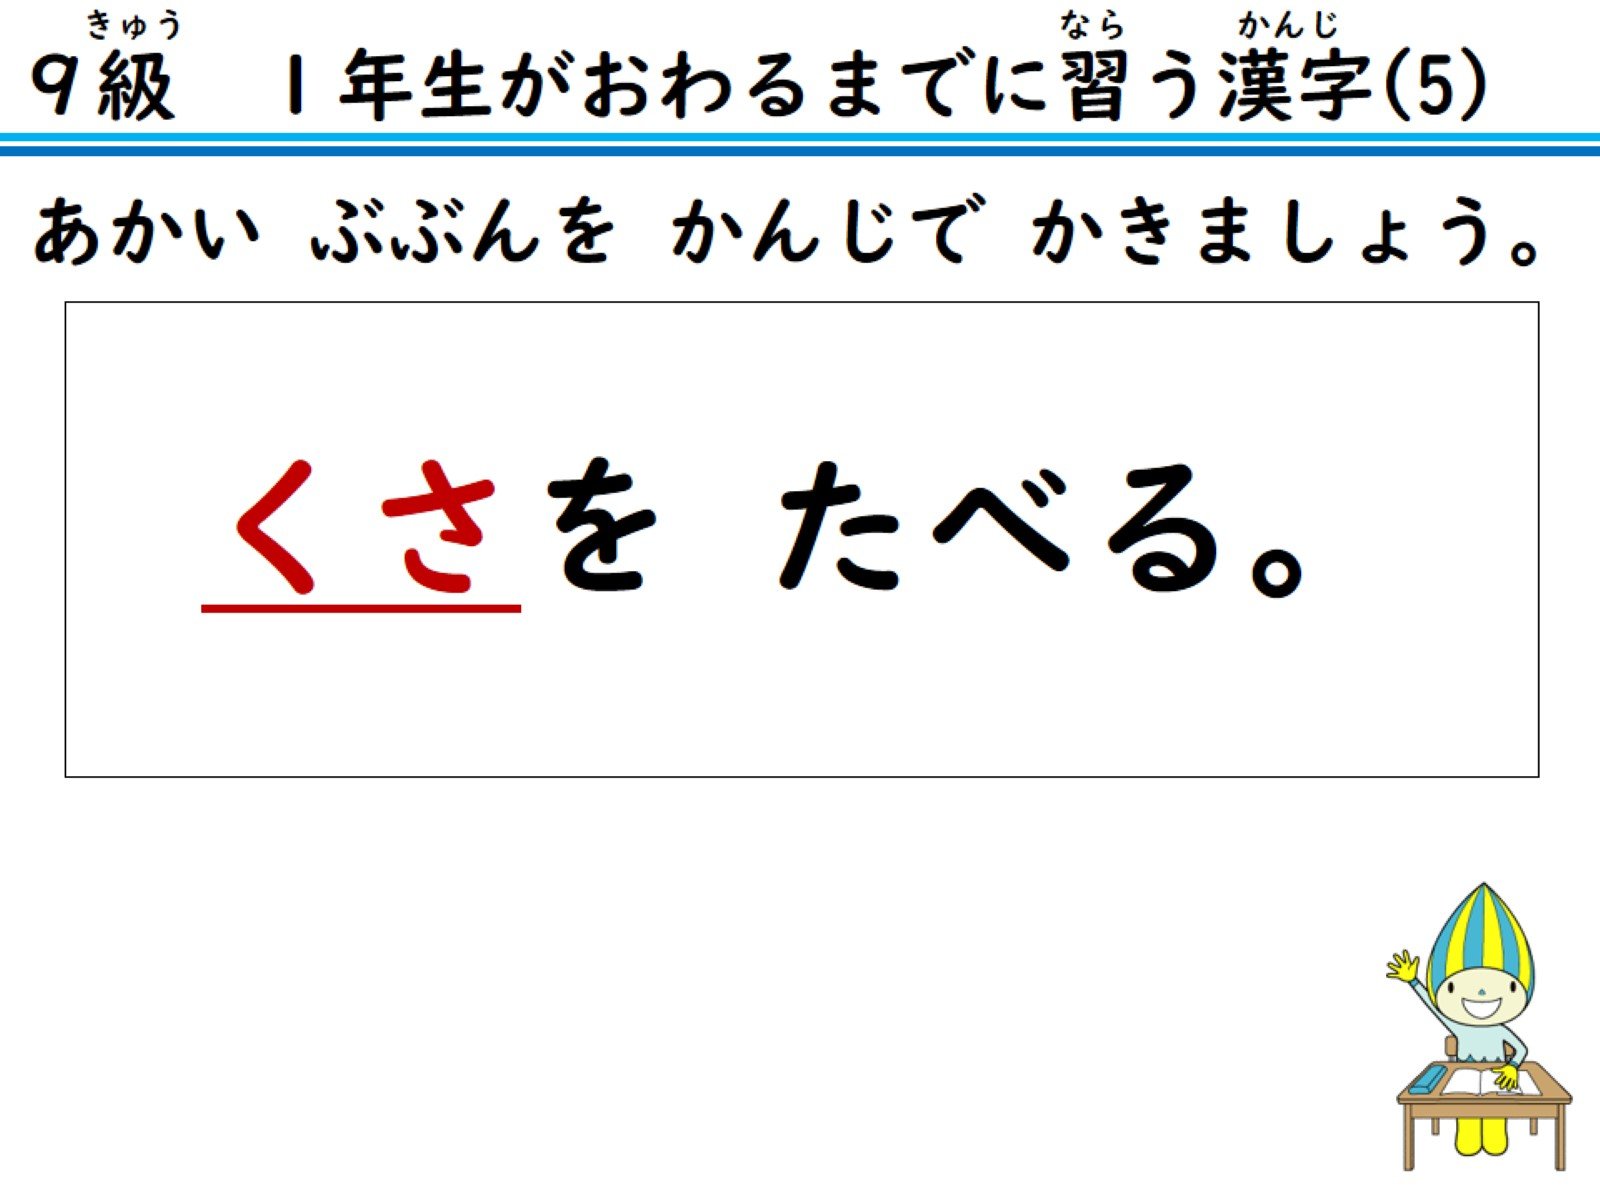 きゅう なら かんじ
9級 1年生がおわるまでに習う漢字(5)
あかい ぶぶんを かんじで かきましょう。
くさを たべる。